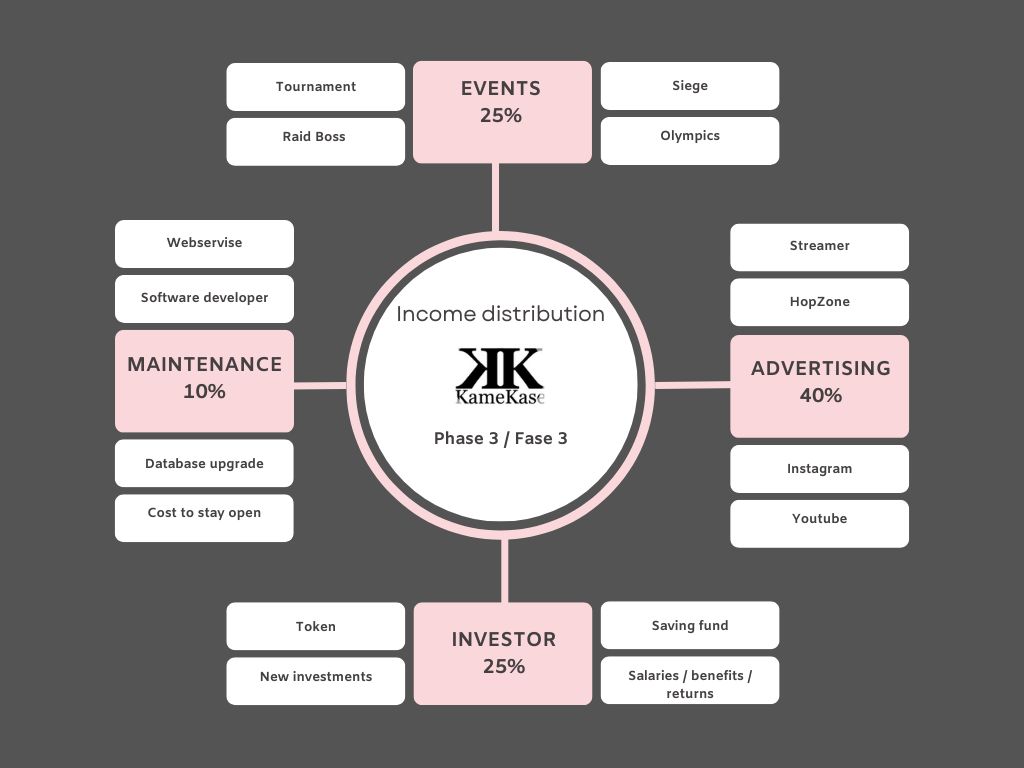 Tournament
Raid Boss
EVENTS
25%
Siege
Olympics
Webservise
Software developer
MAINTENANCE
10%
Database upgrade
Cost to stay open
Income distribution
KK
KameKase
Phase 3 / Fase 3
Streamer
HopZone
ADVERTISING
40%
Instagram
Youtube
Token
New investments
INVESTOR
25%
Saving fund
Salaries / benefits /
returns